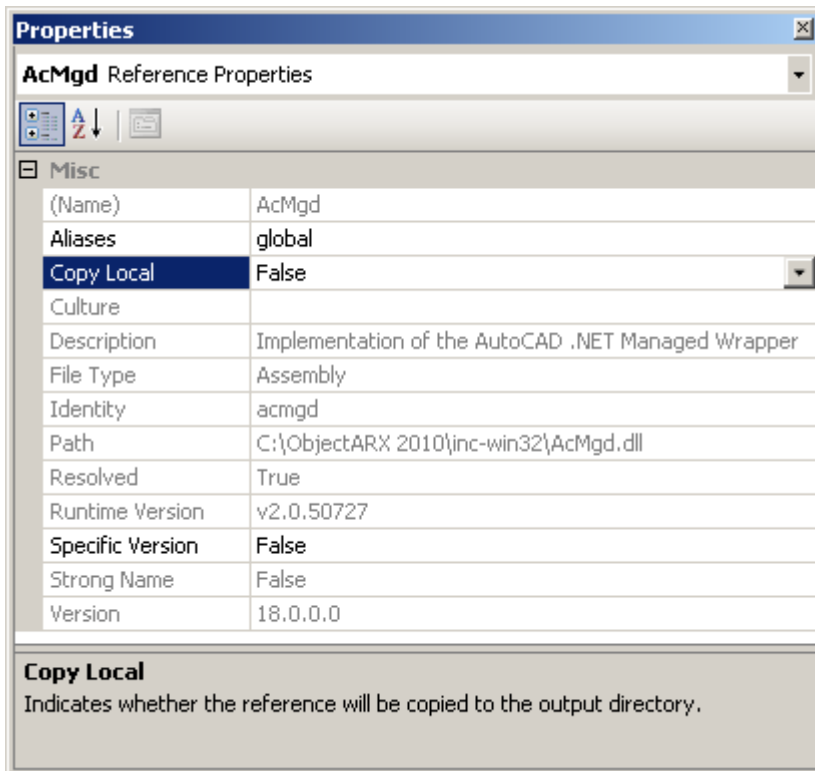 Properties
AcMgd Reference Properties
Misc
(Name) AcMgd
Aliases global
Copy Local False
Culture
Description Implementation of the AutoCAD .NET Managed Wrapper
File Type Assembly
Identity acmgd
Path C:\ObjectARX 2010\inc-win32\AcMgd.dll
Resolved True
Runtime Version v2.0.50727
Specific Version False
Strong Name False
Version 18.0.0.0
Copy Local
Indicates whether the reference will be copied to the output directory.